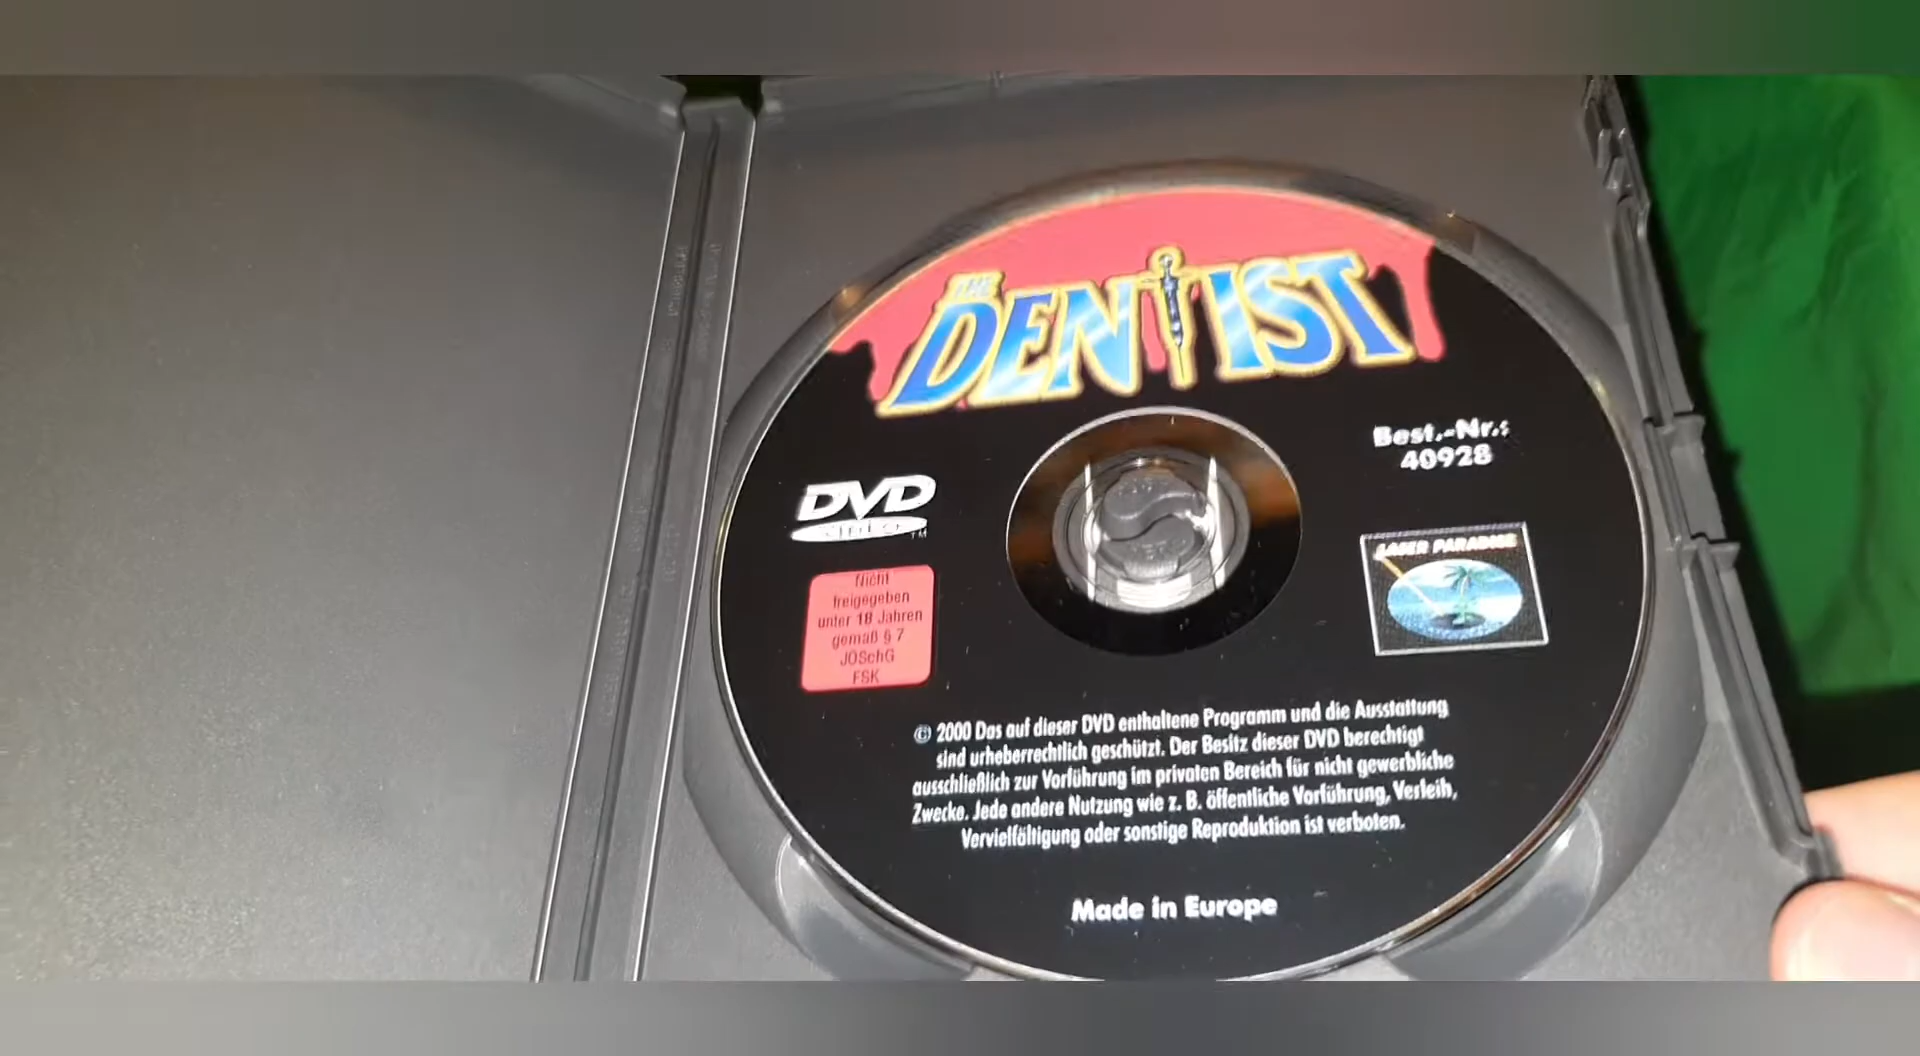 THE
DENTIST
Best.-Nr.:
40928
DVD
VIDEO
LASER PARADISE
Nicht
freigegeben
unter 18 Jahren
gemäß § 7
JÖSchG
FSK
© 2000 Das auf dieser DVD enthaltene Programm und die Ausstattung
sind urheberrechtlich geschützt. Der Besitz dieser DVD berechtigt
ausschließlich zur Vorführung im privaten Bereich für nicht gewerbliche
Zwecke. Jede andere Nutzung wie z. B. öffentliche Vorführung, Verleih,
Vervielfältigung oder sonstige Reproduktion ist verboten.
Made in Europe